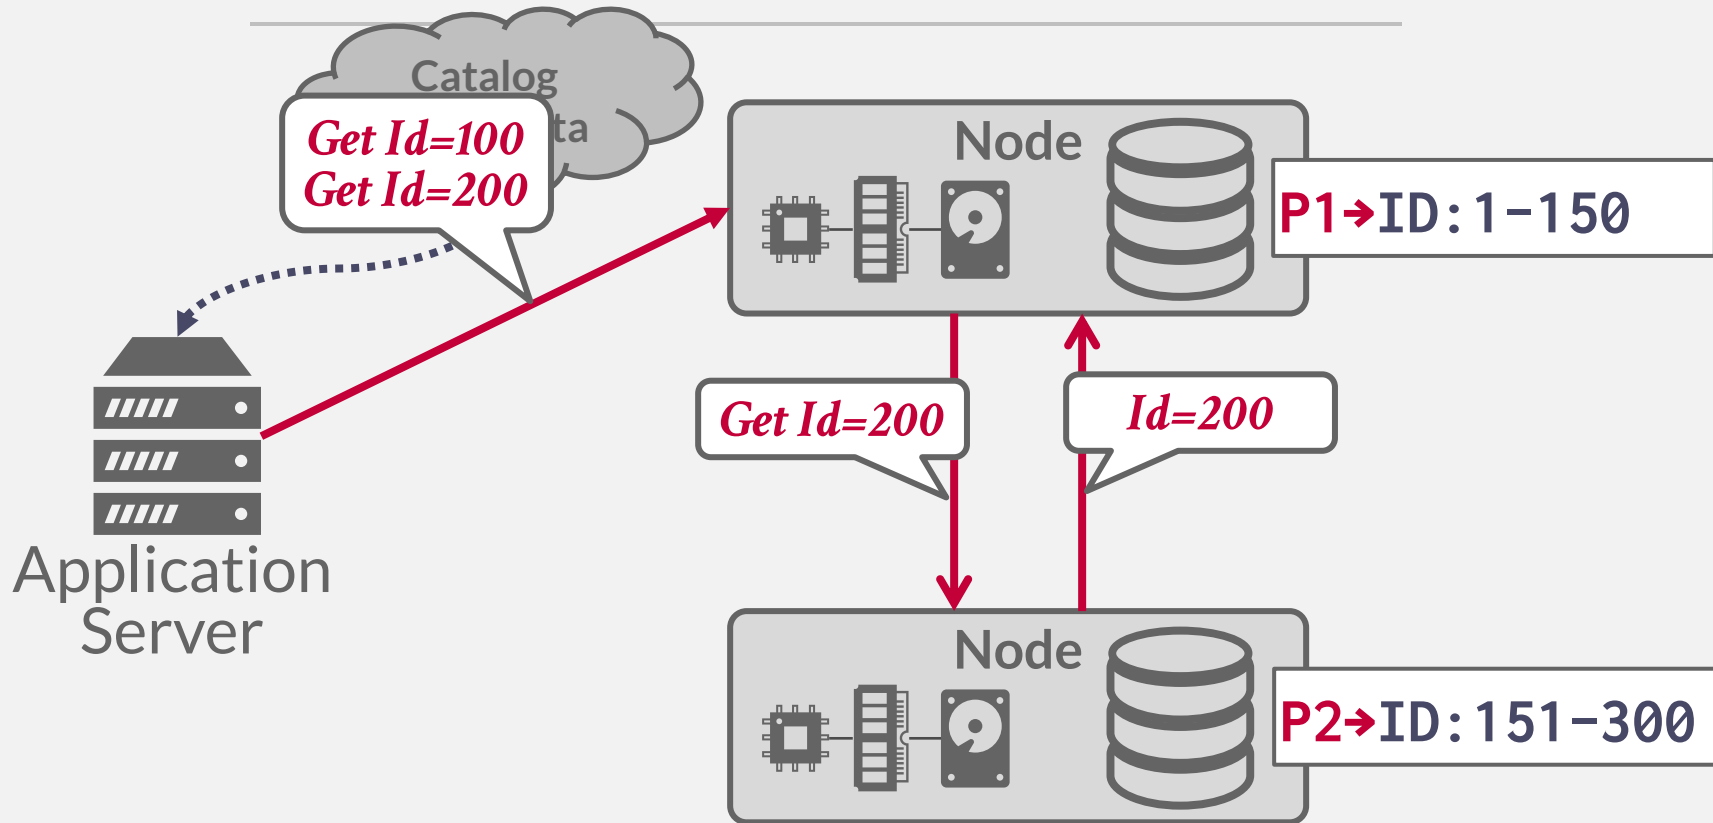 Catalog
ta
Get Id=100
Get Id=200
Node
P1→ID:1-150
Get Id=200
Id=200
Application
Server
Node
P2→ID:151-300